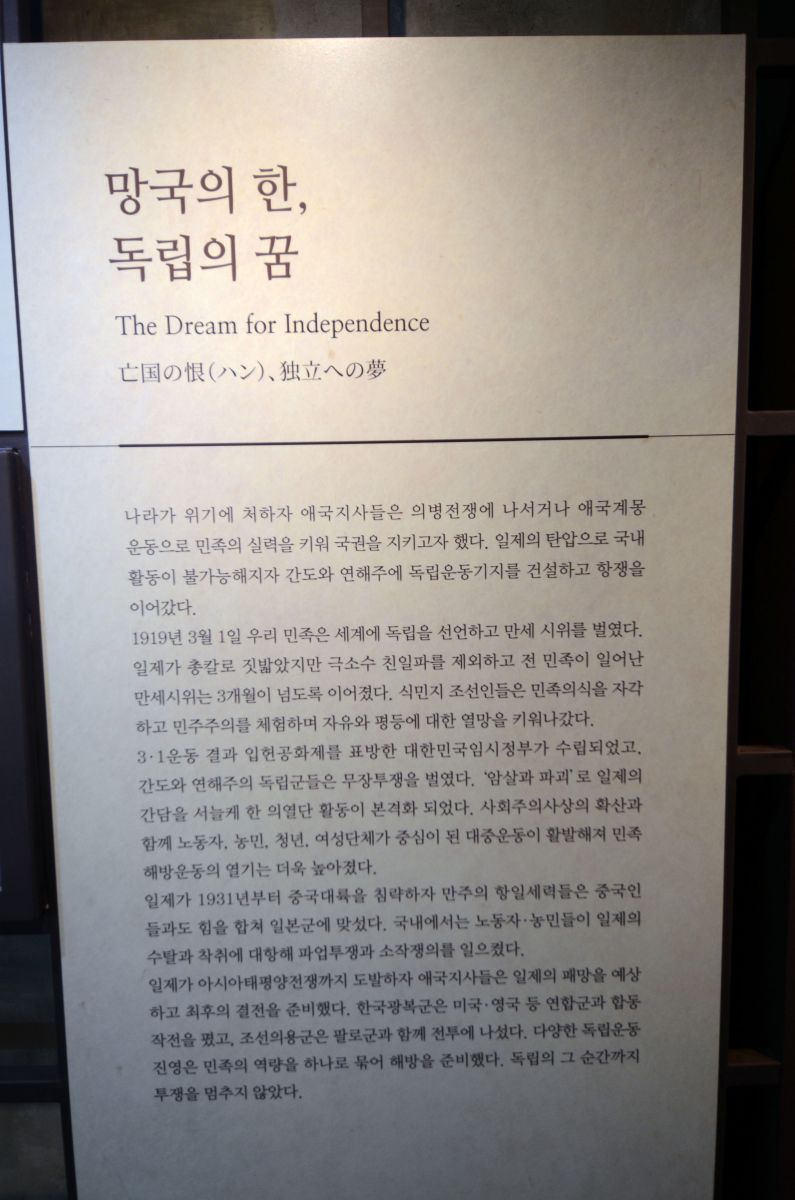 망국의 한,
독립의 꿈
The Dream for Independence
亡国の恨(ハン)、独立への夢
나라가 위기에 처하자 애국지사들은 의병전쟁에 나서거나 애국계몽
운동으로 민족의 실력을 키워 국권을 지키고자 했다. 일제의 탄압으로 국내
활동이 불가능해지자 간도와 연해주에 독립운동기지를 건설하고 항쟁을
이어갔다.
1919년 3월 1일 우리 민족은 세계에 독립을 선언하고 만세 시위를 벌였다.
일제가 총칼로 짓밟았지만 극소수 친일파를 제외하고 전 민족이 일어난
만세시위는 3개월이 넘도록 이어졌다. 식민지 조선인들은 민족의식을 자각
하고 민주주의를 체험하며 자유와 평등에 대한 열망을 키워나갔다.
3·1운동 결과 입헌공화제를 표방한 대한민국임시정부가 수립되었고,
간도와 연해주의 독립군들은 무장투쟁을 벌였다. '암살과 파괴'로 일제의
간담을 서늘케 한 의열단 활동이 본격화 되었다. 사회주의사상의 확산과
함께 노동자, 농민, 청년, 여성단체가 중심이 된 대중운동이 활발해져 민족
해방운동의 열기는 더욱 높아졌다.
일제가 1931년부터 중국대륙을 침략하자 만주의 항일세력들은 중국인
들과도 힘을 합쳐 일본군에 맞섰다. 국내에서는 노동자·농민들이 일제의
수탈과 착취에 대항해 파업투쟁과 소작쟁의를 일으켰다.
일제가 아시아태평양전쟁까지 도발하자 애국지사들은 일제의 패망을 예상
하고 최후의 결전을 준비했다. 한국광복군은 미국·영국 등 연합군과 합동
작전을 폈고, 조선의용군은 팔로군과 함께 전투에 나섰다. 다양한 독립운동
진영은 민족의 역량을 하나로 묶어 해방을 준비했다. 독립의 그 순간까지
투쟁을 멈추지 않았다.